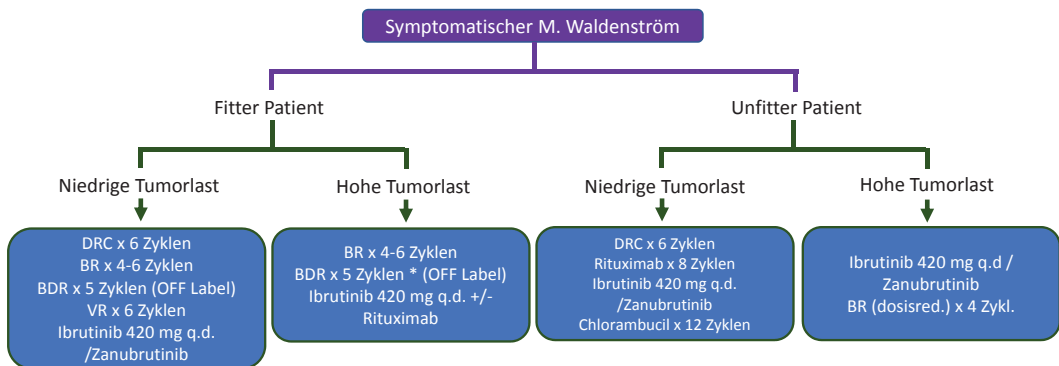 Symptomatischer M. Waldenström
Fitter Patient
Unfitter Patient
Niedrige Tumorlast
Hohe Tumorlast
Niedrige Tumorlast
Hohe Tumorlast
DRC x 6 Zyklen
BR x 4-6 Zyklen
BDR x 5 Zyklen (OFF Label)
VR x 6 Zyklen
Ibrutinib 420 mg q.d.
/Zanubrutinib
BR x 4-6 Zyklen
BDR x 5 Zyklen * (OFF Label)
Ibrutinib 420 mg q.d. +/-
Rituximab
DRC x 6 Zyklen
Rituximab x 8 Zyklen
Ibrutinib 420 mg q.d.
/Zanubrutinib
Chlorambucil x 12 Zyklen
Ibrutinib 420 mg q.d /
Zanubrutinib
BR (dosisred.) x 4 Zykl.